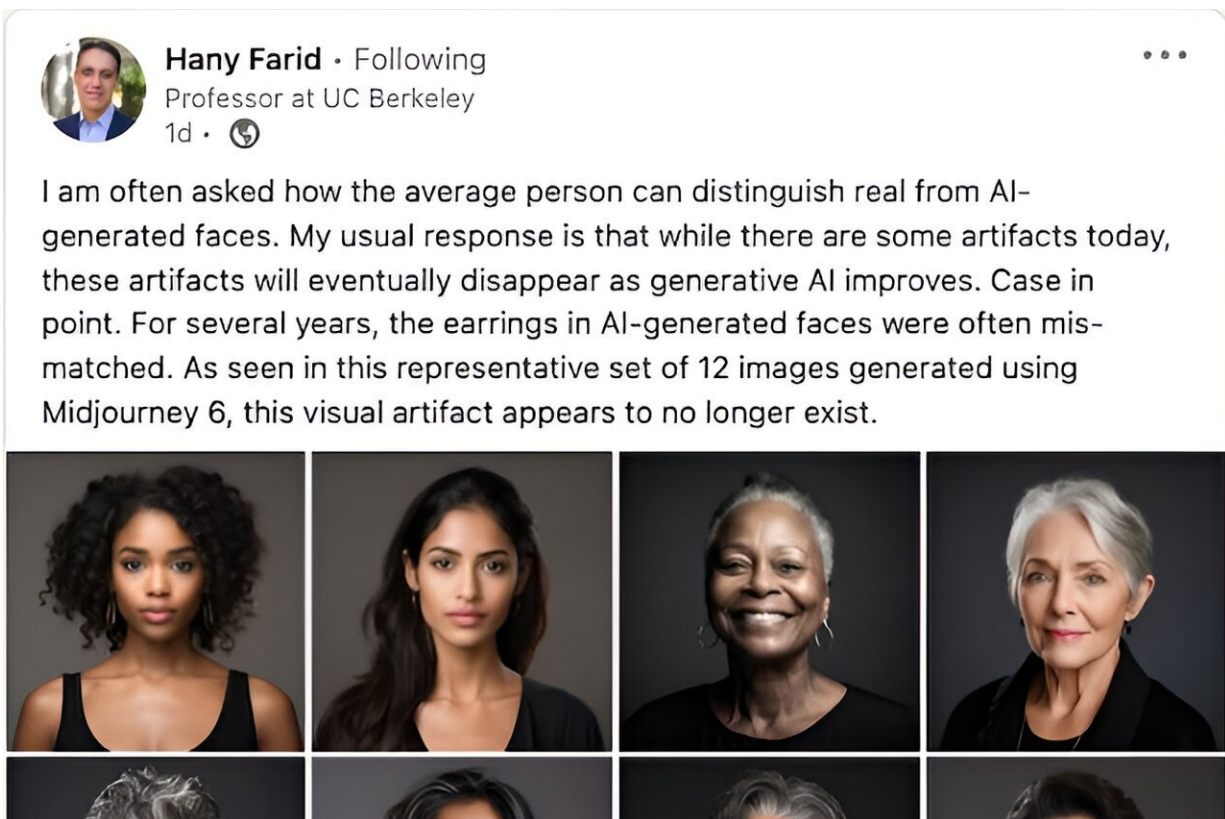 Hany Farid • Following
Professor at UC Berkeley
1d •
I am often asked how the average person can distinguish real from AI-
generated faces. My usual response is that while there are some artifacts today,
these artifacts will eventually disappear as generative AI improves. Case in
point. For several years, the earrings in AI-generated faces were often mis-
matched. As seen in this representative set of 12 images generated using
Midjourney 6, this visual artifact appears to no longer exist.